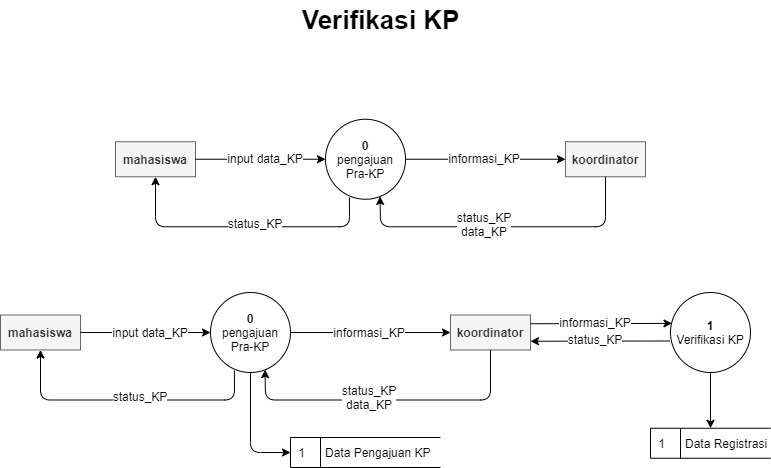 Verifikasi KP
0
mahasiswa
input data_KP
pengajuan
Pra-KP
informasi_KP
koordinator
status_KP
status_KP
data_KP
0
mahasiswa
input data_KP
pengajuan
Pra-KP
informasi_KP
koordinator
informasi_KP
status_KP
1
Verifikasi KP
status_KP
status_KP
data_KP
1 Data Pengajuan KP
1 Data Registrasi